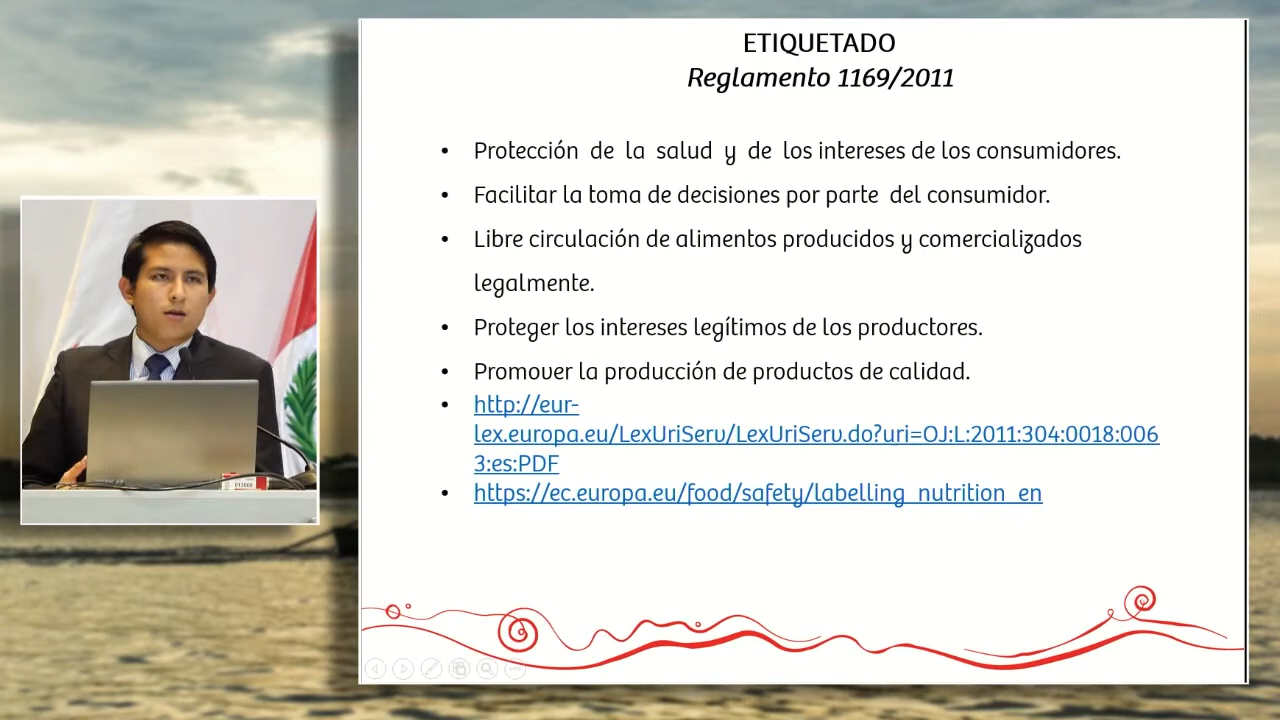 ETIQUETADO
Reglamento 1169/2011
• Protección de la salud y de los intereses de los consumidores.
• Facilitar la toma de decisiones por parte del consumidor.
• Libre circulación de alimentos producidos y comercializados
legalmente.
• Proteger los intereses legítimos de los productores.
• Promover la producción de productos de calidad.
• http://eur-
lex.europa.eu/LexUriServ/LexUriServ.do?uri=OJ:L:2011:304:0018:006
3:es:PDF
• https://ec.europa.eu/food/safety/labelling_nutrition_en